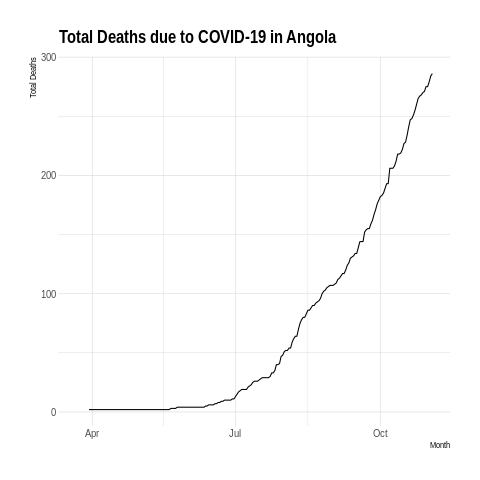 Total Deaths due to COVID-19 in Angola
Total Deaths
300
200
100
0
Apr
Jul
Oct
Month